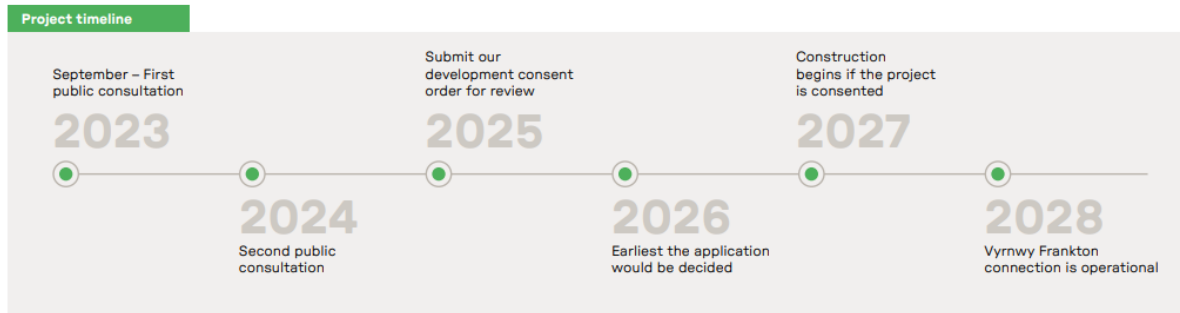 Project timeline
September – First
public consultation
2023
2024
Second public
consultation
Submit our
development consent
order for review
2025
2026
Earliest the application
would be decided
Construction
begins if the project
is consented
2027
2028
Vyrnwy Frankton
connection is operational